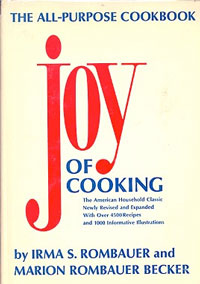 THE ALL-PURPOSE COOKBOOK
joy
OF
COOKING
The American Household Classic
Newly Revised and Expanded
With Over 4500 Recipes
and 1000 Informative Illustrations
by IRMA S. ROMBAUER and
MARION ROMBAUER BECKER